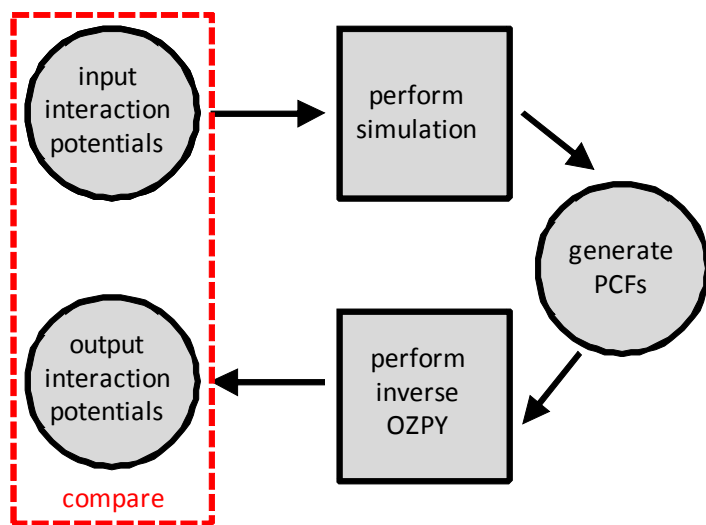 input
interaction
potentials
perform
simulation
generate
PCFs
perform
inverse
OZPY
output
interaction
potentials
compare